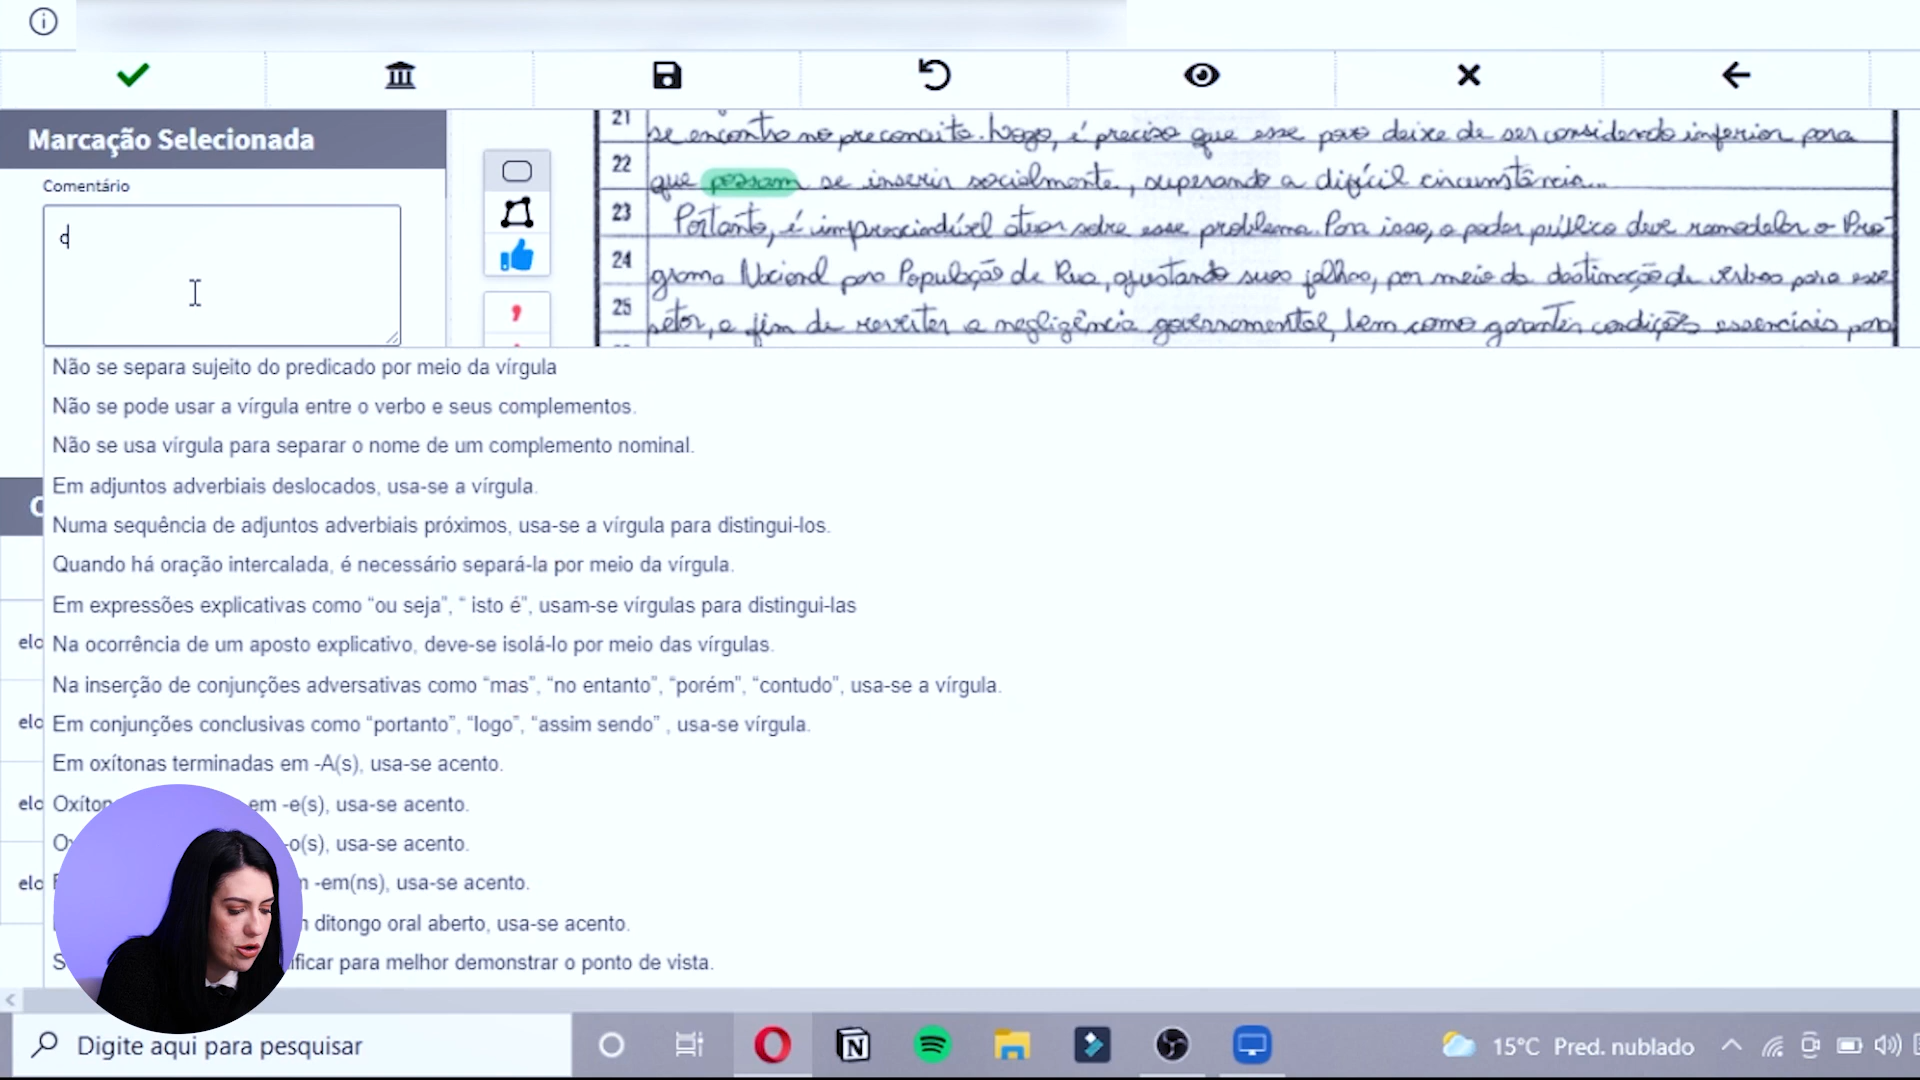 Marcação Selecionada
Comentário
c
21 se encontra no preconceito. Logo, é preciso que esse povo deixe de ser considerado inferior para
22 que possam se inserir socialmente, superando a difícil circunstância...
23 Portanto, é imprescindível atuar sobre esse problema. Para isso, o poder público deve remodelar o Pro-
24 grama Nacional para População de Rua, ajustando suas falhas, por meio da destinação de verbas para esse
25 setor, a fim de reverter a negligência governamental, bem como garantir condições essenciais para
Não se separa sujeito do predicado por meio da vírgula
Não se pode usar a vírgula entre o verbo e seus complementos.
Não se usa vírgula para separar o nome de um complemento nominal.
Em adjuntos adverbiais deslocados, usa-se a vírgula.
C
Numa sequência de adjuntos adverbiais próximos, usa-se a vírgula para distingui-los.
Quando há oração intercalada, é necessário separá-la por meio da vírgula.
Em expressões explicativas como “ou seja”, “ isto é”, usam-se vírgulas para distingui-las
elo Na ocorrência de um aposto explicativo, deve-se isolá-lo por meio das vírgulas.
Na inserção de conjunções adversativas como “mas”, “no entanto”, “porém”, “contudo”, usa-se a vírgula.
elo Em conjunções conclusivas como “portanto”, “logo”, “assim sendo” , usa-se vírgula.
Em oxítonas terminadas em -A(s), usa-se acento.
elo Oxíton em -e(s), usa-se acento.
-o(s), usa-se acento.
elo -em(ns), usa-se acento.
ditongo oral aberto, usa-se acento.
S ificar para melhor demonstrar o ponto de vista.
Digite aqui para pesquisar
15°C Pred. nublado